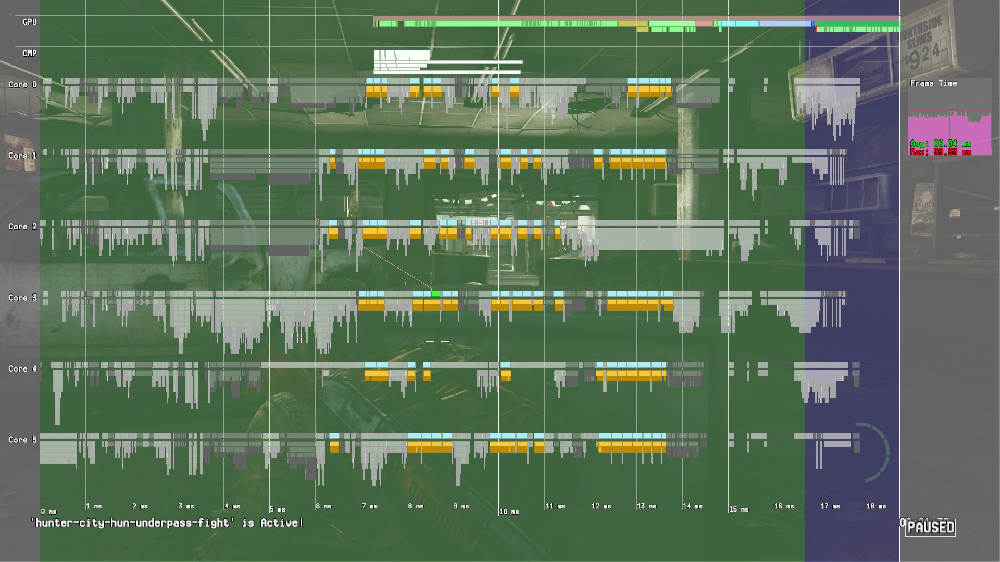 GPU
CMP
Core 0
Core 1
Core 2
Core 3
Core 4
Core 5
ORTHSIDE
SLIMS
$924
Frame Time
Avg: 86.04 ms
Max: 99.39 ms
0 ms
1 ms
2 ms
3 ms
4 ms
5 ms
6 ms
7 ms
8 ms
9 ms
10 ms
11 ms
12 ms
13 ms
14 ms
15 ms
16 ms
17 ms
18 ms
'hunter-city-hun-underpass-fight' is Active!
PAUSED